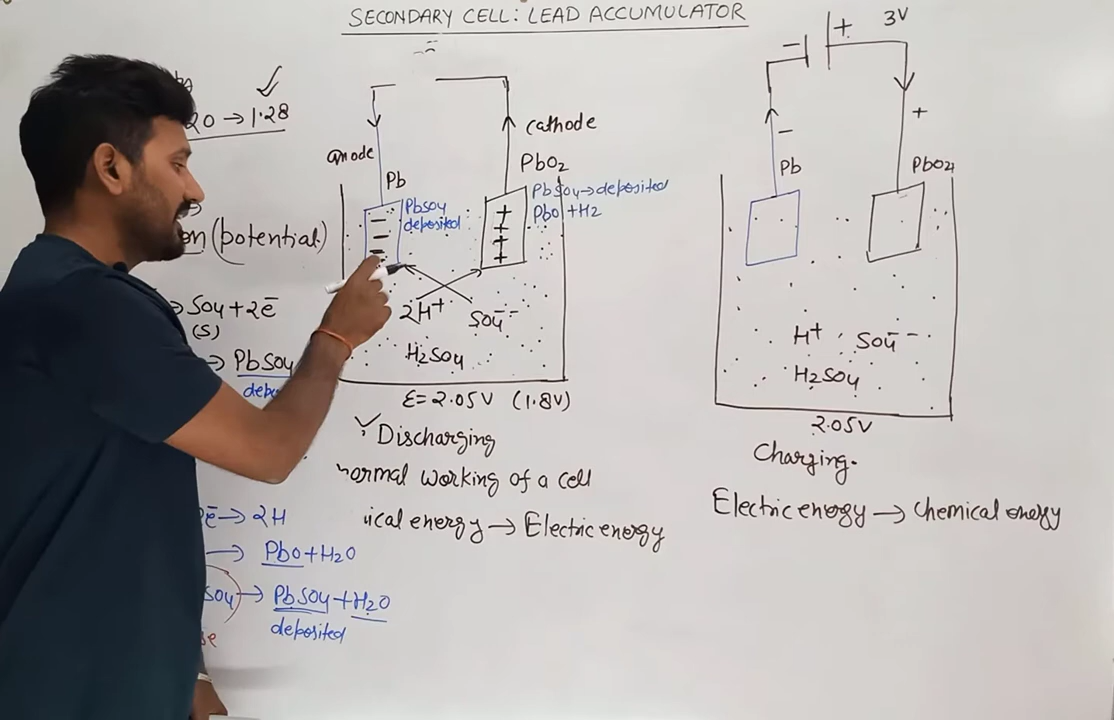 SECONDARY CELL: LEAD ACCUMULATOR
20 → 1.28
(potential)
→ SO4 + 2ē
(S)
→ PbSO4
ē → 2H
→ PbO + H2O
SO4 → PbSO4 + H2O
deposited
anode
Pb
cathode
PbO2
PbSO4
deposited
PbSO4 → deposited
PbO + H2
2H+
SO4--
H2SO4
ε = 2.05V (1.8V)
Discharging
normal working of a cell
ical energy → Electric energy
- + 3V
- +
Pb
PbO2
H+ SO4--
H2SO4
2.05V
Charging.
Electric energy → Chemical energy